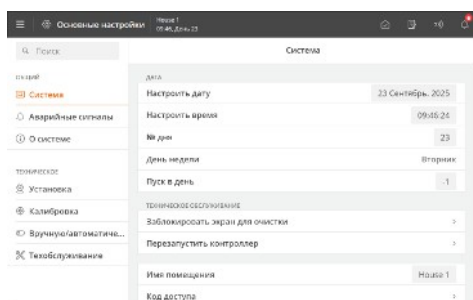 Основные настройки
House 1
09:46, День 23
Поиск
Система
ОБЩИЙ
Система
Аварийные сигналы
О системе
ТЕХНИЧЕСКОЕ
Установка
Калибровка
Вручную/автоматиче...
Техобслуживание
ДАТА
Настроить дату
23 Сентябрь, 2025
Настроить время
09:46:24
№ дня
23
День недели
Вторник
Пуск в день
-1
ТЕХНИЧЕСКОЕ ОБСЛУЖИВАНИЕ
Заблокировать экран для очистки
Перезапустить контроллер
Имя помещения
House 1
Код доступа